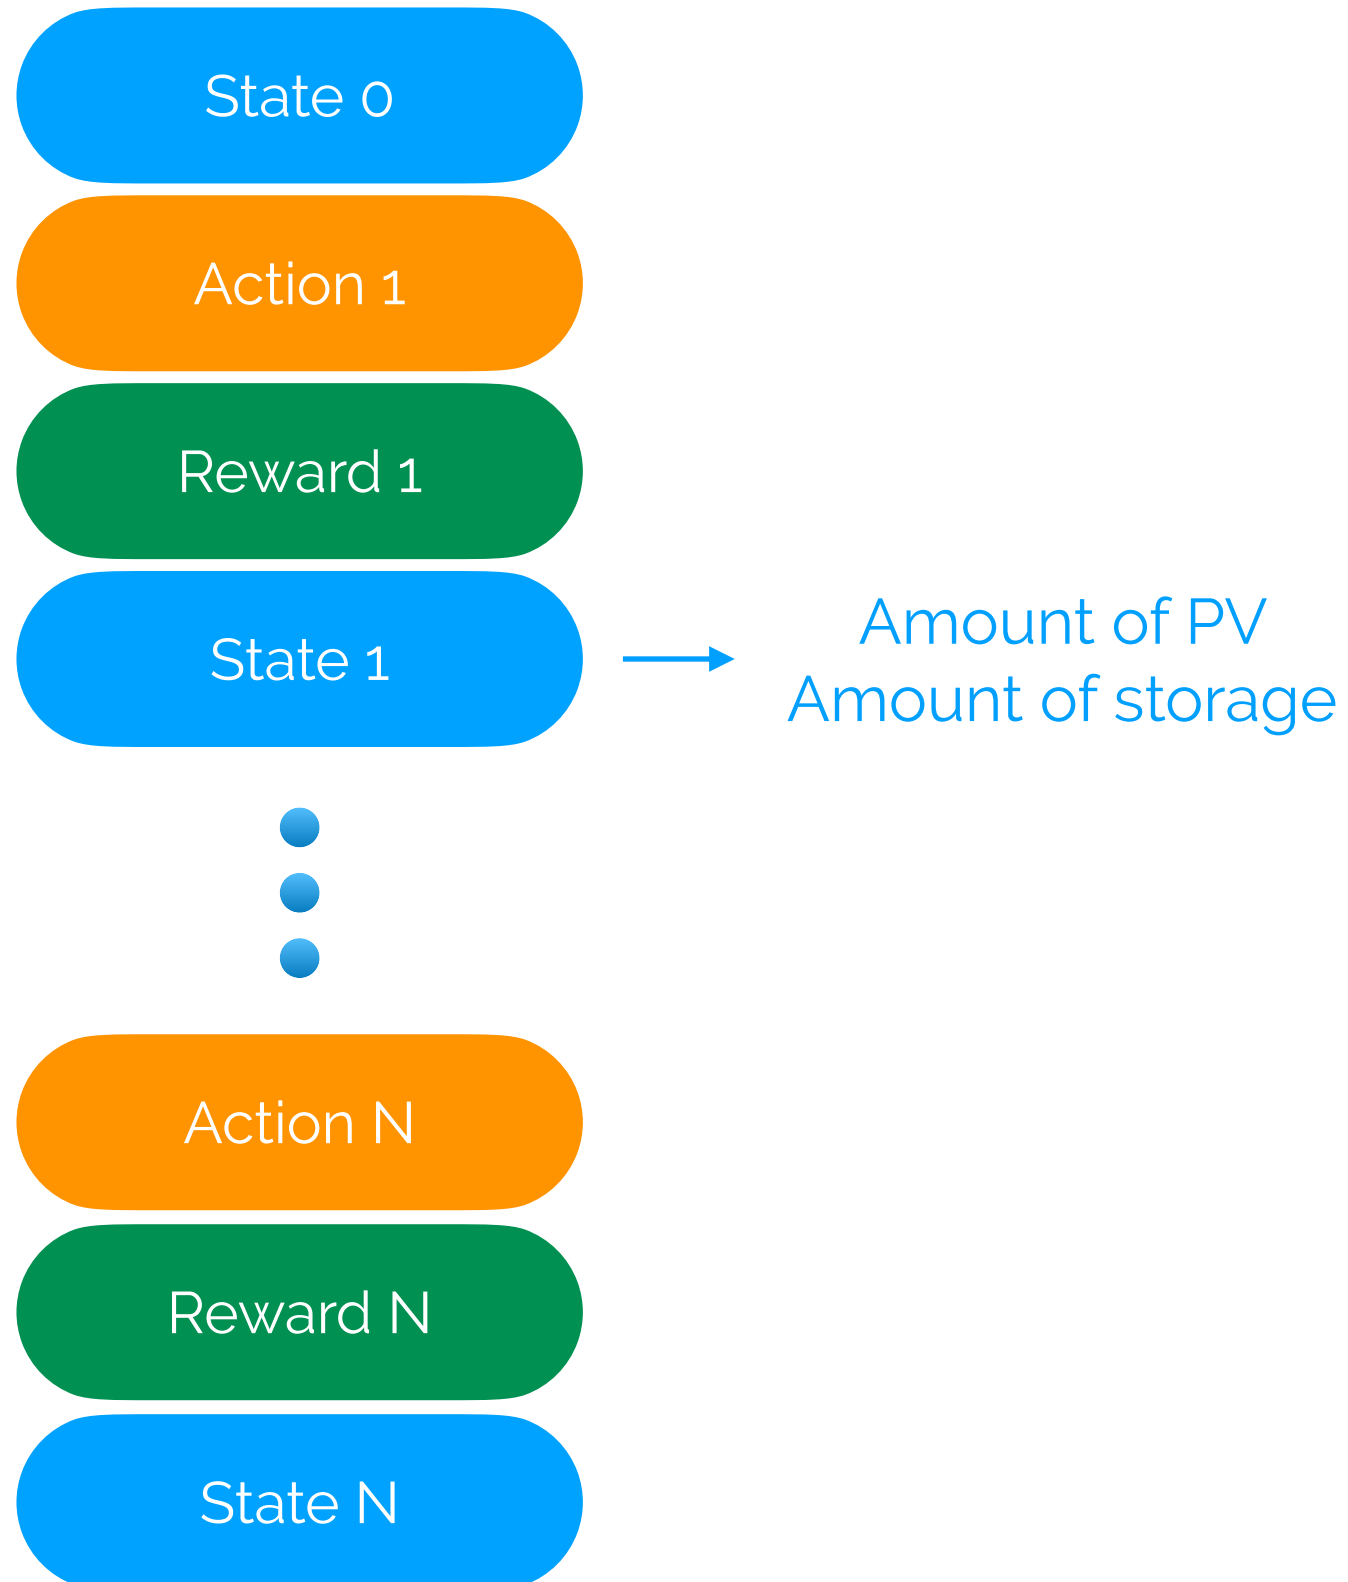 State 0
Action 1
Reward 1
State 1
Amount of PV
Amount of storage
Action N
Reward N
State N